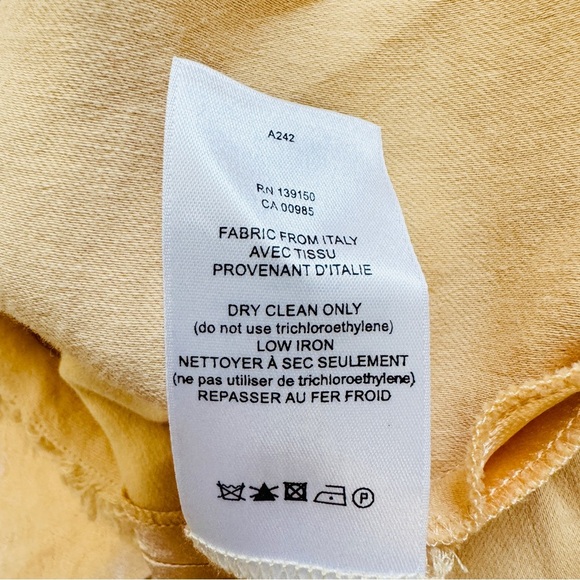 A242
RN 139150
CA 00985
FABRIC FROM ITALY
AVEC TISSU
PROVENANT D'ITALIE
DRY CLEAN ONLY
(do not use trichloroethylene)
LOW IRON
NETTOYER À SEC SEULEMENT
(ne pas utiliser de trichloroethylene)
REPASSER AU FER FROID
P